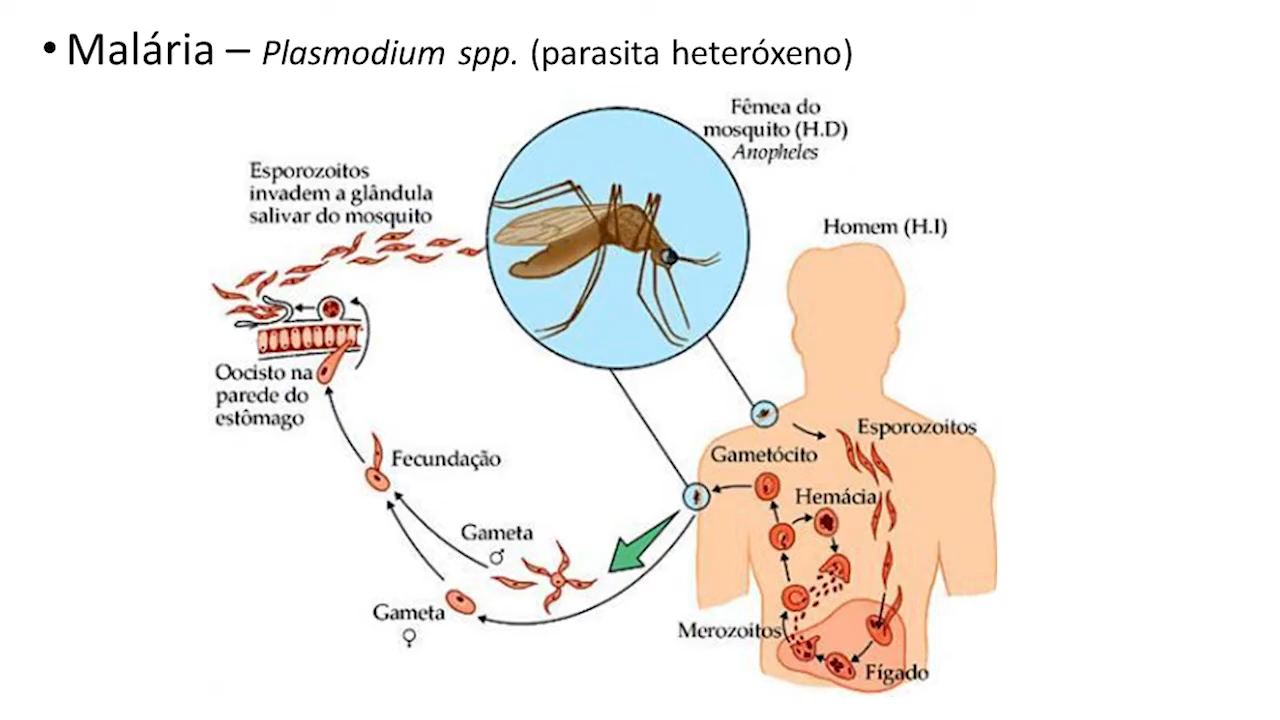 • Malária – Plasmodium spp. (parasita heteróxeno)
Fêmea do
mosquito (H.D)
Anopheles
Esporozoitos
invadem a glândula
salivar do mosquito
Homem (H.I)
Oocisto na
parede do
estômago
Esporozoitos
Gametócito
Fecundação
Hemácia
Gameta
♂
Gameta
♀
Merozoitos
Fígado